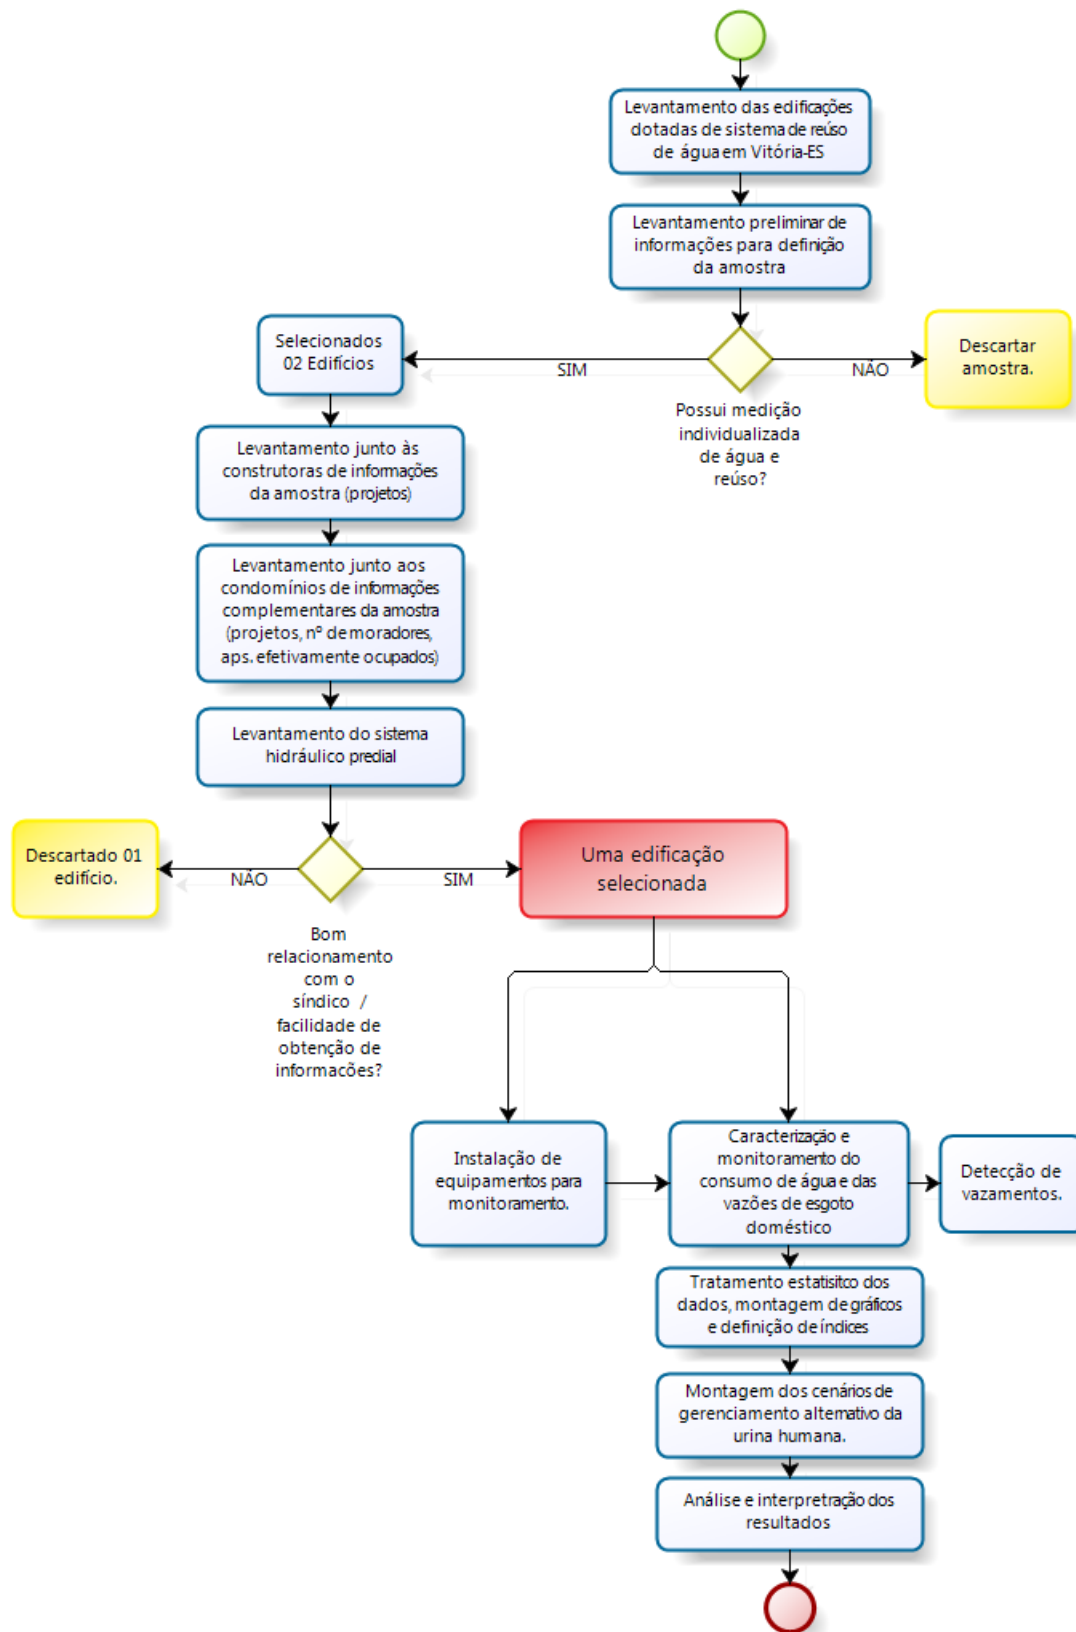 Levantamento das edificações
dotadas de sistema de reúso
de água em Vitória-ES
Levantamento preliminar de
informações para definição
da amostra
Selecionados
02 Edifícios
SIM
NÃO
Descartar
amostra.
Possui medição
individualizada
de água e
reúso?
Levantamento junto às
construtoras de informações
da amostra (projetos)
Levantamento junto aos
condomínios de informações
complementares da amostra
(projetos, nº de moradores,
aps. efetivamente ocupados)
Levantamento do sistema
hidráulico predial
Descartado 01
edifício.
NÃO
SIM
Uma edificação
selecionada
Bom
relacionamento
com o
síndico /
facilidade de
obtenção de
informacões?
Instalação de
equipamentos para
monitoramento.
Caracterização e
monitoramento do
consumo de água e das
vazões de esgoto
doméstico
Detecção de
vazamentos.
Tratamento estatisitco dos
dados, montagem de gráficos
e definição de índices
Montagem dos cenários de
gerenciamento alternativo da
urina humana.
Análise e interpretração dos
resultados